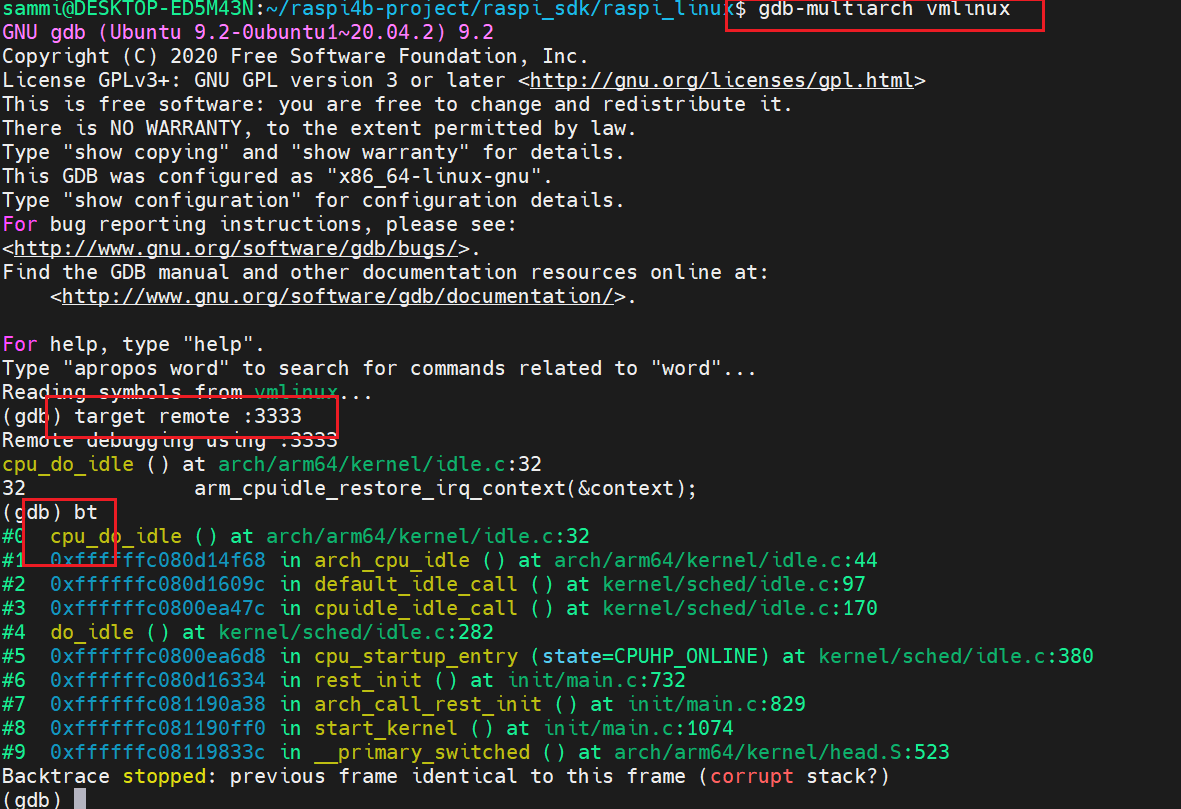 sammi@DESKTOP-ED5M43N:~/raspi4b-project/raspi_sdk/raspi_linux$ gdb-multiarch vmlinux
GNU gdb (Ubuntu 9.2-0ubuntu1~20.04.2) 9.2
Copyright (C) 2020 Free Software Foundation, Inc.
License GPLv3+: GNU GPL version 3 or later <http://gnu.org/licenses/gpl.html>
This is free software: you are free to change and redistribute it.
There is NO WARRANTY, to the extent permitted by law.
Type "show copying" and "show warranty" for details.
This GDB was configured as "x86_64-linux-gnu".
Type "show configuration" for configuration details.
For bug reporting instructions, please see:
<http://www.gnu.org/software/gdb/bugs/>.
Find the GDB manual and other documentation resources online at:
    <http://www.gnu.org/software/gdb/documentation/>.

For help, type "help".
Type "apropos word" to search for commands related to "word"...
Reading symbols from vmlinux...
(gdb) target remote :3333
Remote debugging using :3333
cpu_do_idle () at arch/arm64/kernel/idle.c:32
32              arm_cpuidle_restore_irq_context(&context);
(gdb) bt
#0  cpu_do_idle () at arch/arm64/kernel/idle.c:32
#1  0xffffffc080d14f68 in arch_cpu_idle () at arch/arm64/kernel/idle.c:44
#2  0xffffffc080d1609c in default_idle_call () at kernel/sched/idle.c:97
#3  0xffffffc0800ea47c in cpuidle_idle_call () at kernel/sched/idle.c:170
#4  do_idle () at kernel/sched/idle.c:282
#5  0xffffffc0800ea6d8 in cpu_startup_entry (state=CPUHP_ONLINE) at kernel/sched/idle.c:380
#6  0xffffffc080d16334 in rest_init () at init/main.c:732
#7  0xffffffc081190a38 in arch_call_rest_init () at init/main.c:829
#8  0xffffffc081190ff0 in start_kernel () at init/main.c:1074
#9  0xffffffc08119833c in __primary_switched () at arch/arm64/kernel/head.S:523
Backtrace stopped: previous frame identical to this frame (corrupt stack?)
(gdb)